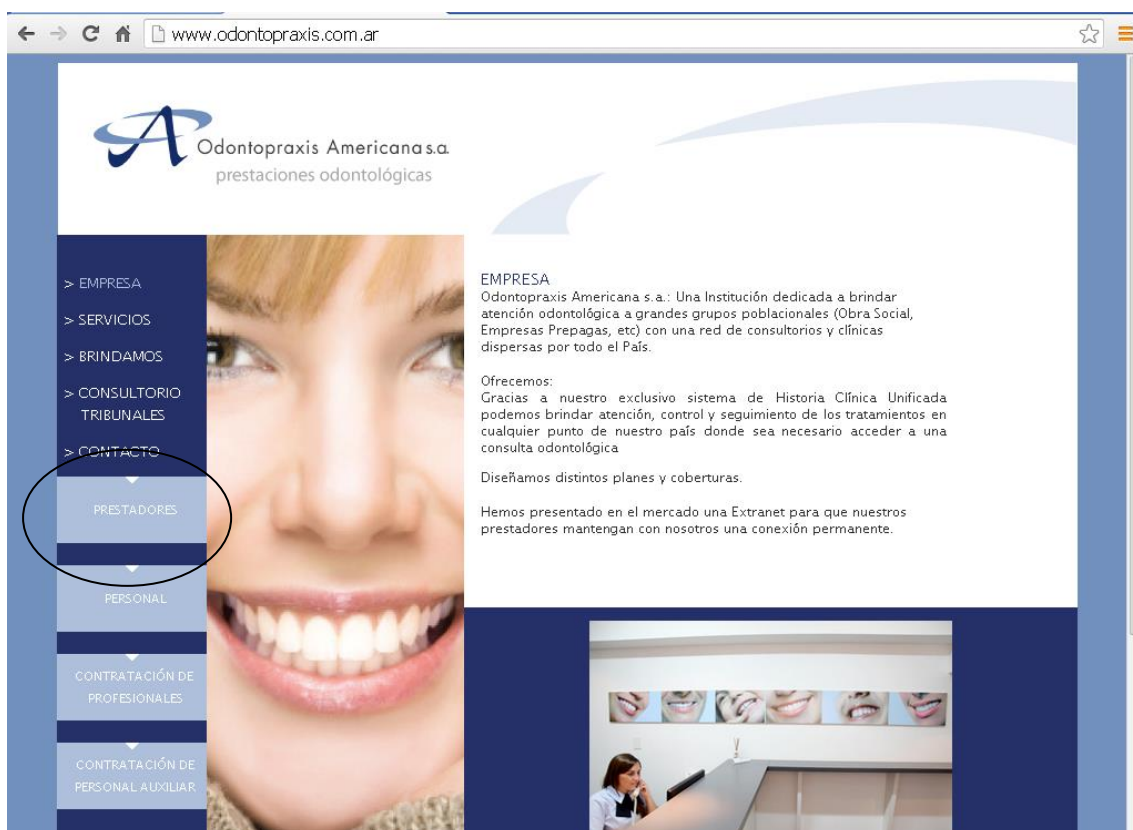 www.odontopraxis.com.ar
A
Odontopraxis Americana s.a.
prestaciones odontológicas
> EMPRESA
> SERVICIOS
> BRINDAMOS
> CONSULTORIO
TRIBUNALES
> CONTACTO
PRESTADORES
PERSONAL
CONTRATACIÓN DE
PROFESIONALES
CONTRATACIÓN DE
PERSONAL AUXILIAR
EMPRESA
Odontopraxis Americana s.a.: Una Institución dedicada a brindar
atención odontológica a grandes grupos poblacionales (Obra Social,
Empresas Prepagas, etc) con una red de consultorios y clínicas
dispersas por todo el País.
Ofrecemos:
Gracias a nuestro exclusivo sistema de Historia Clínica Unificada
podemos brindar atención, control y seguimiento de los tratamientos en
cualquier punto de nuestro país donde sea necesario acceder a una
consulta odontológica
Diseñamos distintos planes y coberturas.
Hemos presentado en el mercado una Extranet para que nuestros
prestadores mantengan con nosotros una conexión permanente.